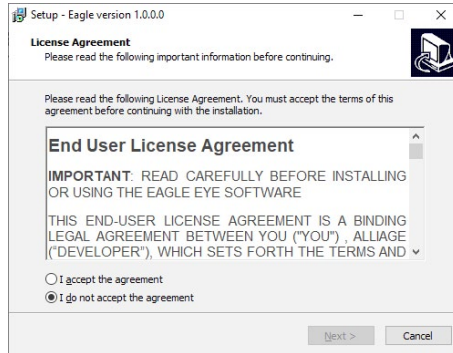 Setup - Eagle version 1.0.0.0
License Agreement
Please read the following important information before continuing.
Please read the following License Agreement. You must accept the terms of this
agreement before continuing with the installation.
End User License Agreement
IMPORTANT: READ CAREFULLY BEFORE INSTALLING
OR USING THE EAGLE EYE SOFTWARE
THIS END-USER LICENSE AGREEMENT IS A BINDING
LEGAL AGREEMENT BETWEEN YOU ("YOU") , ALLIAGE
("DEVELOPER"), WHICH SETS FORTH THE TERMS AND
I accept the agreement
I do not accept the agreement
Next >
Cancel